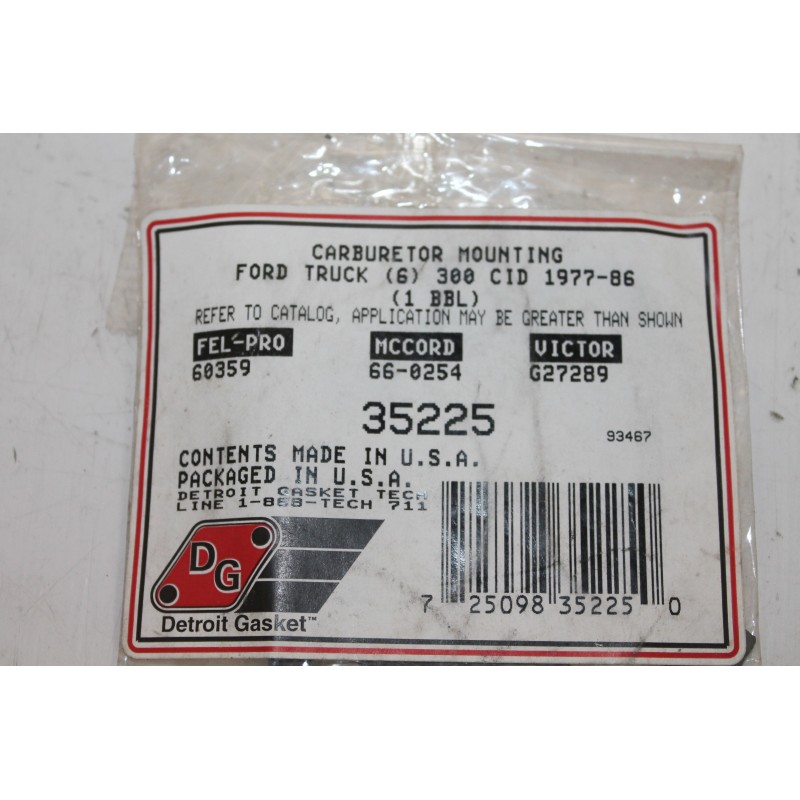 CARBURETOR MOUNTING
FORD TRUCK (6) 300 CID 1977-86
(1 BBL)
REFER TO CATALOG, APPLICATION MAY BE GREATER THAN SHOWN
FEL-PRO MCCORD VICTOR
60359 66-0254 G27289
35225
93467
CONTENTS MADE IN U.S.A.
PACKAGED IN U.S.A.
DETROIT GASKET TECH
LINE 1-888-TECH 711
DG
Detroit Gasket™
7 25098 35225 0